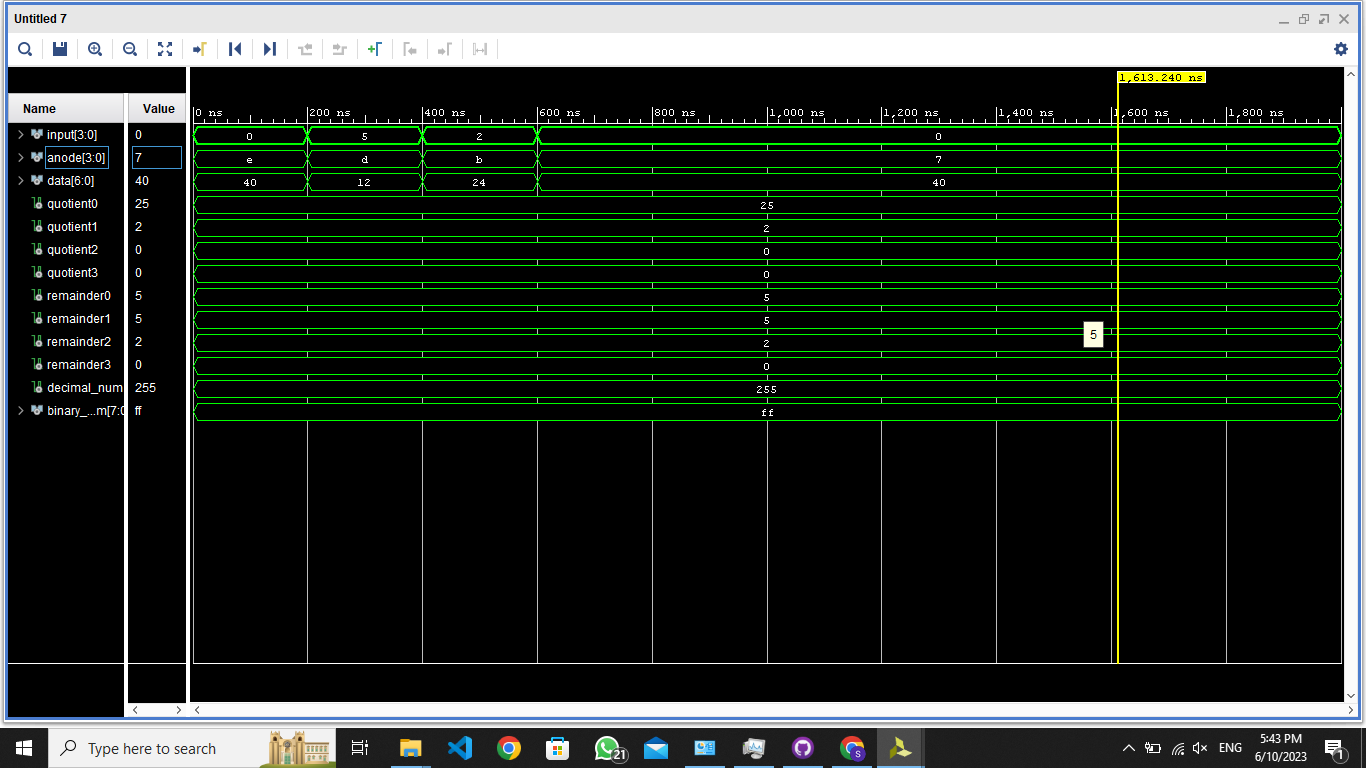 Untitled 7
1,613.240 ns
Name Value
0 ns 200 ns 400 ns 600 ns 800 ns 1,000 ns 1,200 ns 1,400 ns 1,600 ns 1,800 ns
input[3:0] 0 0 5 2 0
anode[3:0] 7 e d b 7
data[6:0] 40 40 12 24 40
quotient0 25 25
quotient1 2 2
quotient2 0 0
quotient3 0 0
remainder0 5 5
remainder1 5 5
5
remainder2 2 2
remainder3 0 0
decimal_num 255 255
binary_...m[7:0 ff ff
Type here to search
21
S
ENG
5:43 PM
6/10/2023
1